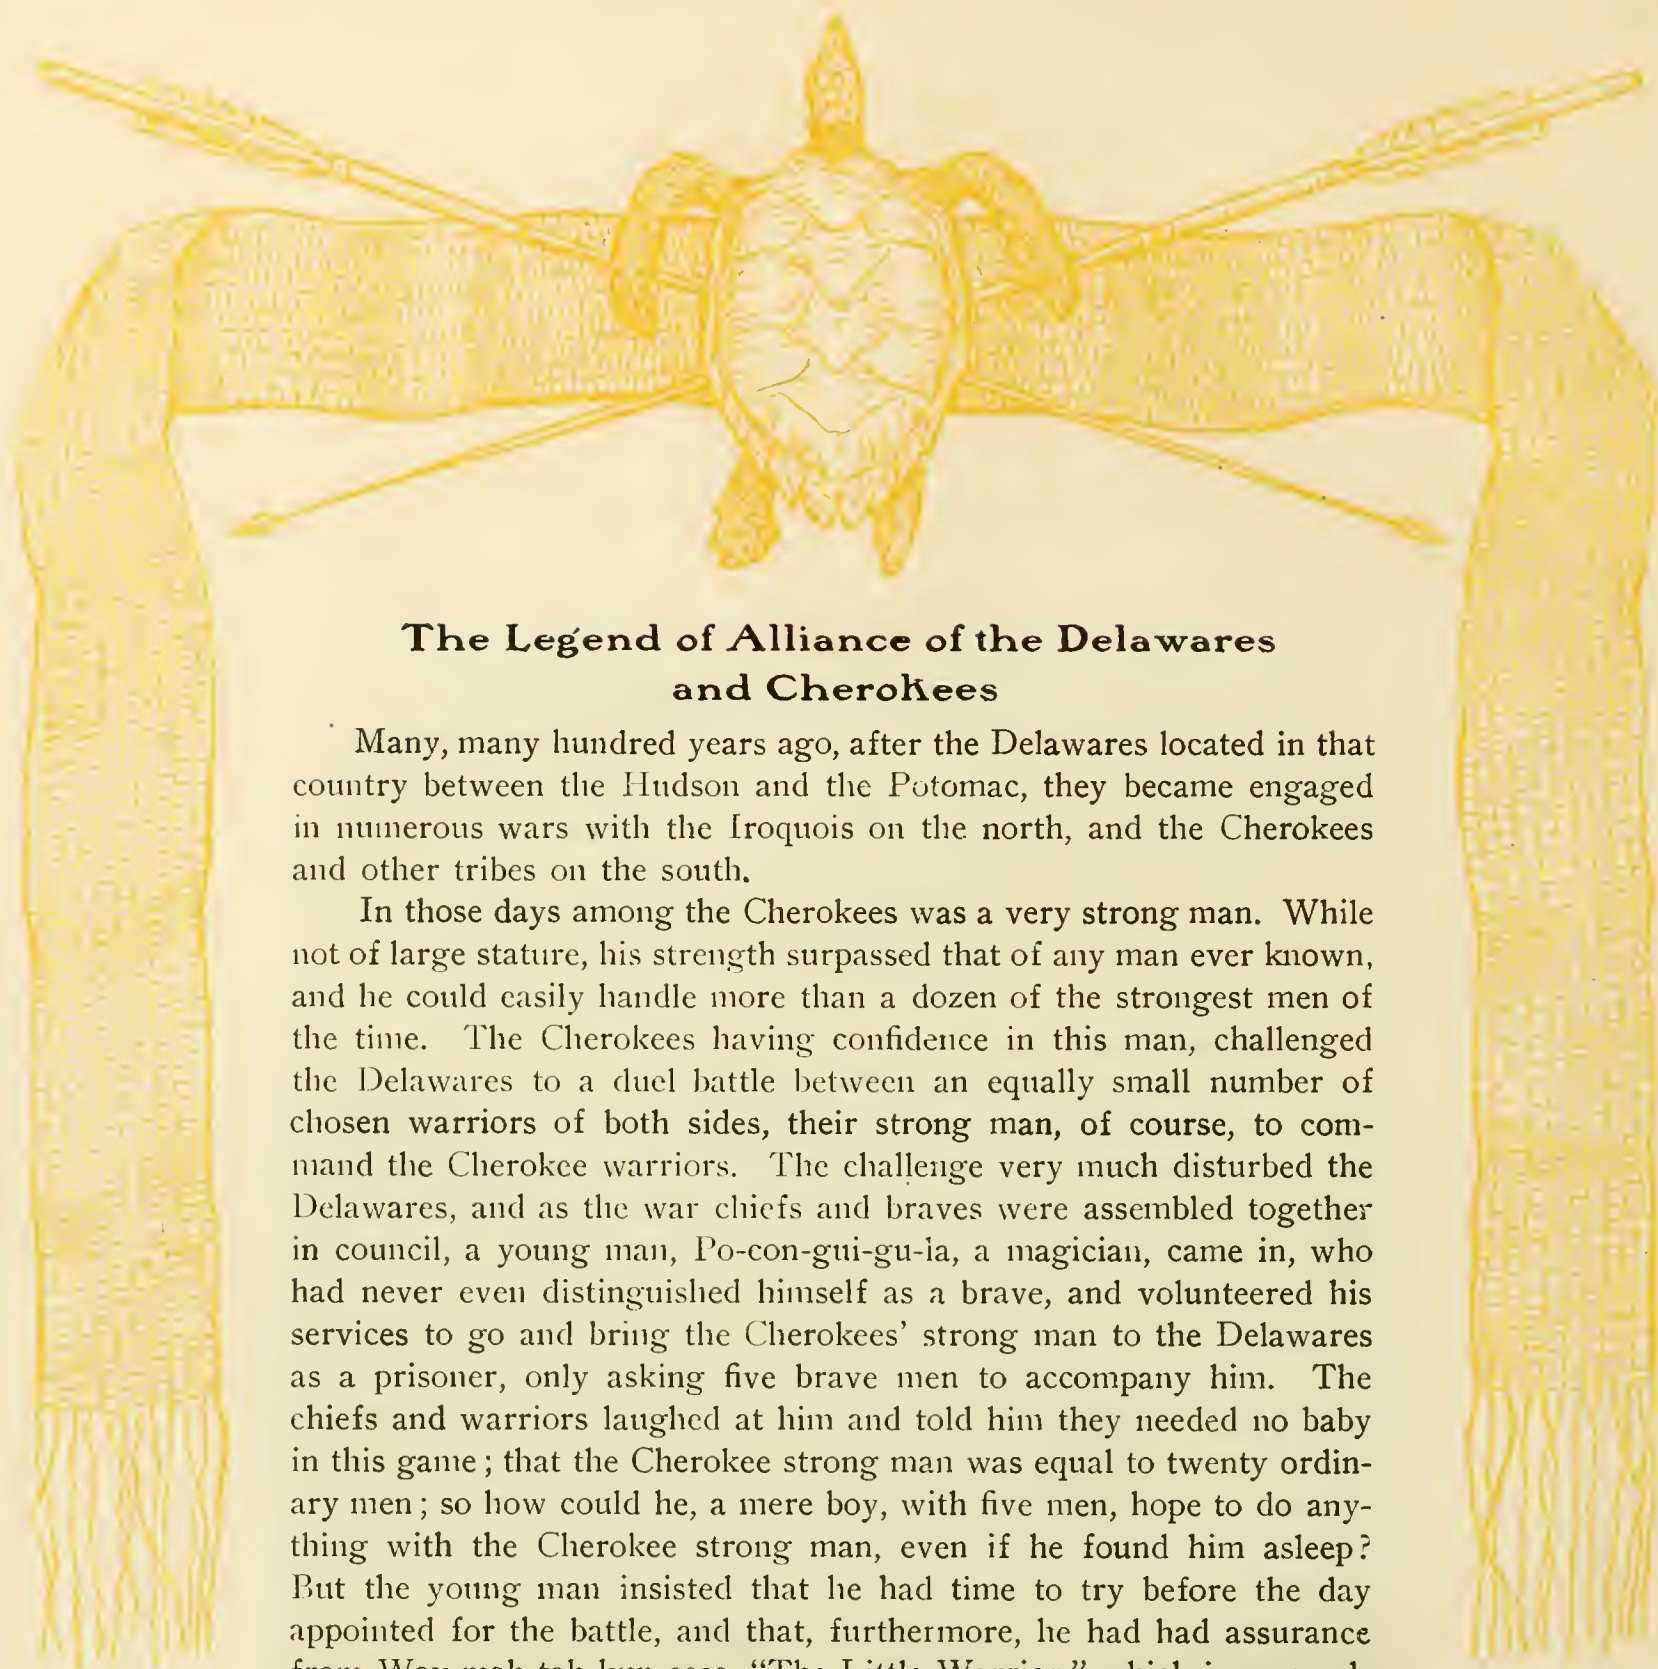 The Legend of Alliance of the Delawares
and Cherokees
Many, many hundred years ago, after the Delawares located in that
country between the Hudson and the Potomac, they became engaged
in numerous wars with the Iroquois on the north, and the Cherokees
and other tribes on the south.
In those days among the Cherokees was a very strong man. While
not of large stature, his strength surpassed that of any man ever known,
and he could easily handle more than a dozen of the strongest men of
the time. The Cherokees having confidence in this man, challenged
the Delawares to a duel battle between an equally small number of
chosen warriors of both sides, their strong man, of course, to com-
mand the Cherokee warriors. The challenge very much disturbed the
Delawares, and as the war chiefs and braves were assembled together
in council, a young man, Po-con-gui-gu-la, a magician, came in, who
had never even distinguished himself as a brave, and volunteered his
services to go and bring the Cherokees' strong man to the Delawares
as a prisoner, only asking five brave men to accompany him. The
chiefs and warriors laughed at him and told him they needed no baby
in this game; that the Cherokee strong man was equal to twenty ordin-
ary men; so how could he, a mere boy, with five men, hope to do any-
thing with the Cherokee strong man, even if he found him asleep?
But the young man insisted that he had time to try before the day
appointed for the battle, and that, furthermore, he had had assurance
"The Little Warrior,"